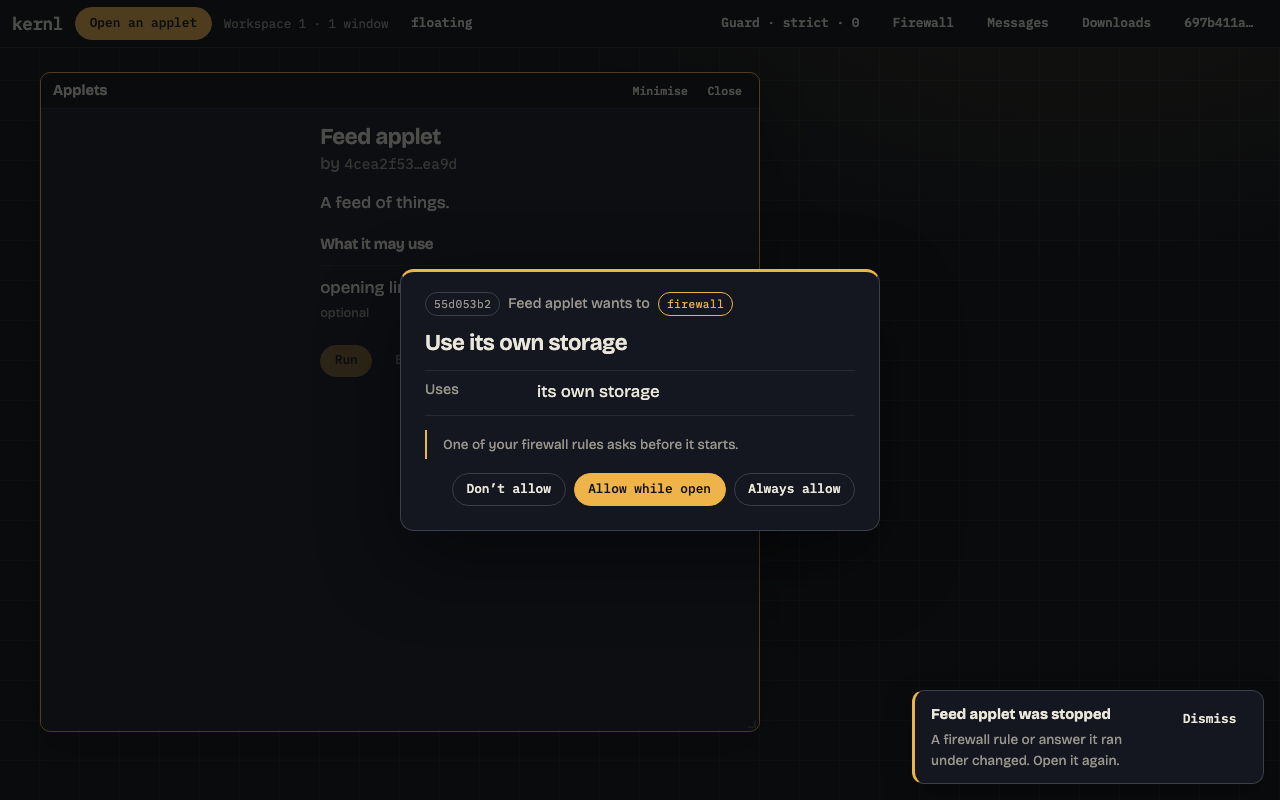 kernl
Open an applet
Workspace 1 · 1 window
floating
Guard · strict · 0
Firewall
Messages
Downloads
697b411a…
Applets
Minimise
Close
Feed applet
by 4cea2f53…ea9d
A feed of things.
What it may use
opening li
optional
Run
55d053b2
Feed applet wants to
firewall
Use its own storage
Uses
its own storage
One of your firewall rules asks before it starts.
Don’t allow
Allow while open
Always allow
Feed applet was stopped
Dismiss
A firewall rule or answer it ran
under changed. Open it again.